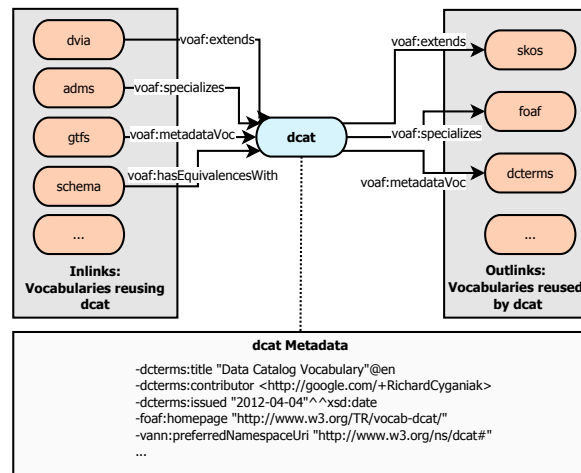 dvia
voaf:extends
voaf:extends
skos
adms
voaf:specializes
foaf
gtfs
voaf:metadataVoc
dcat
voaf:specializes
schema
voaf:hasEquivalencesWith
voaf:metadataVoc
dcterms
...
...
Inlinks:
Vocabularies reusing
dcat
Outlinks:
Vocabularies reused
by dcat
dcat Metadata
-dcterms:title "Data Catalog Vocabulary"@en
-dcterms:contributor <http://google.com/+RichardCyganiak>
-dcterms:issued "2012-04-04"^^xsd:date
-foaf:homepage "http://www.w3.org/TR/vocab-dcat/"
-vann:preferredNamespaceUri "http://www.w3.org/ns/dcat#"
...